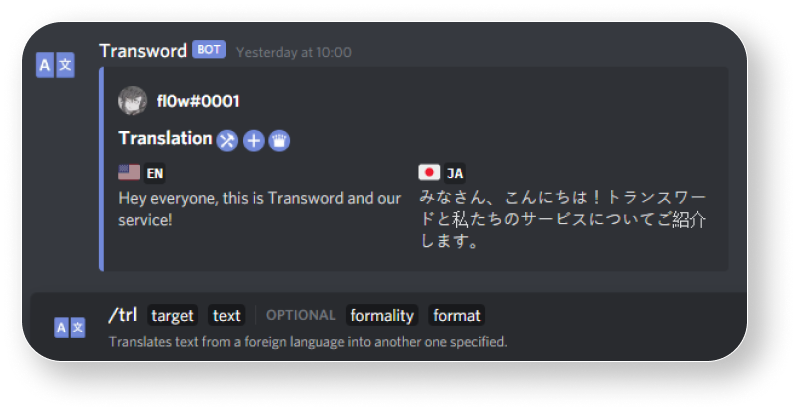 Transword BOT Yesterday at 10:00
A 文
fl0w#0001
Translation
EN
Hey everyone, this is Transword and our
service!
JA
みなさん、こんにちは！トランスワー
ドと私たちのサービスについてご紹介
します。
/trl target text OPTIONAL formality format
A 文
Translates text from a foreign language into another one specified.